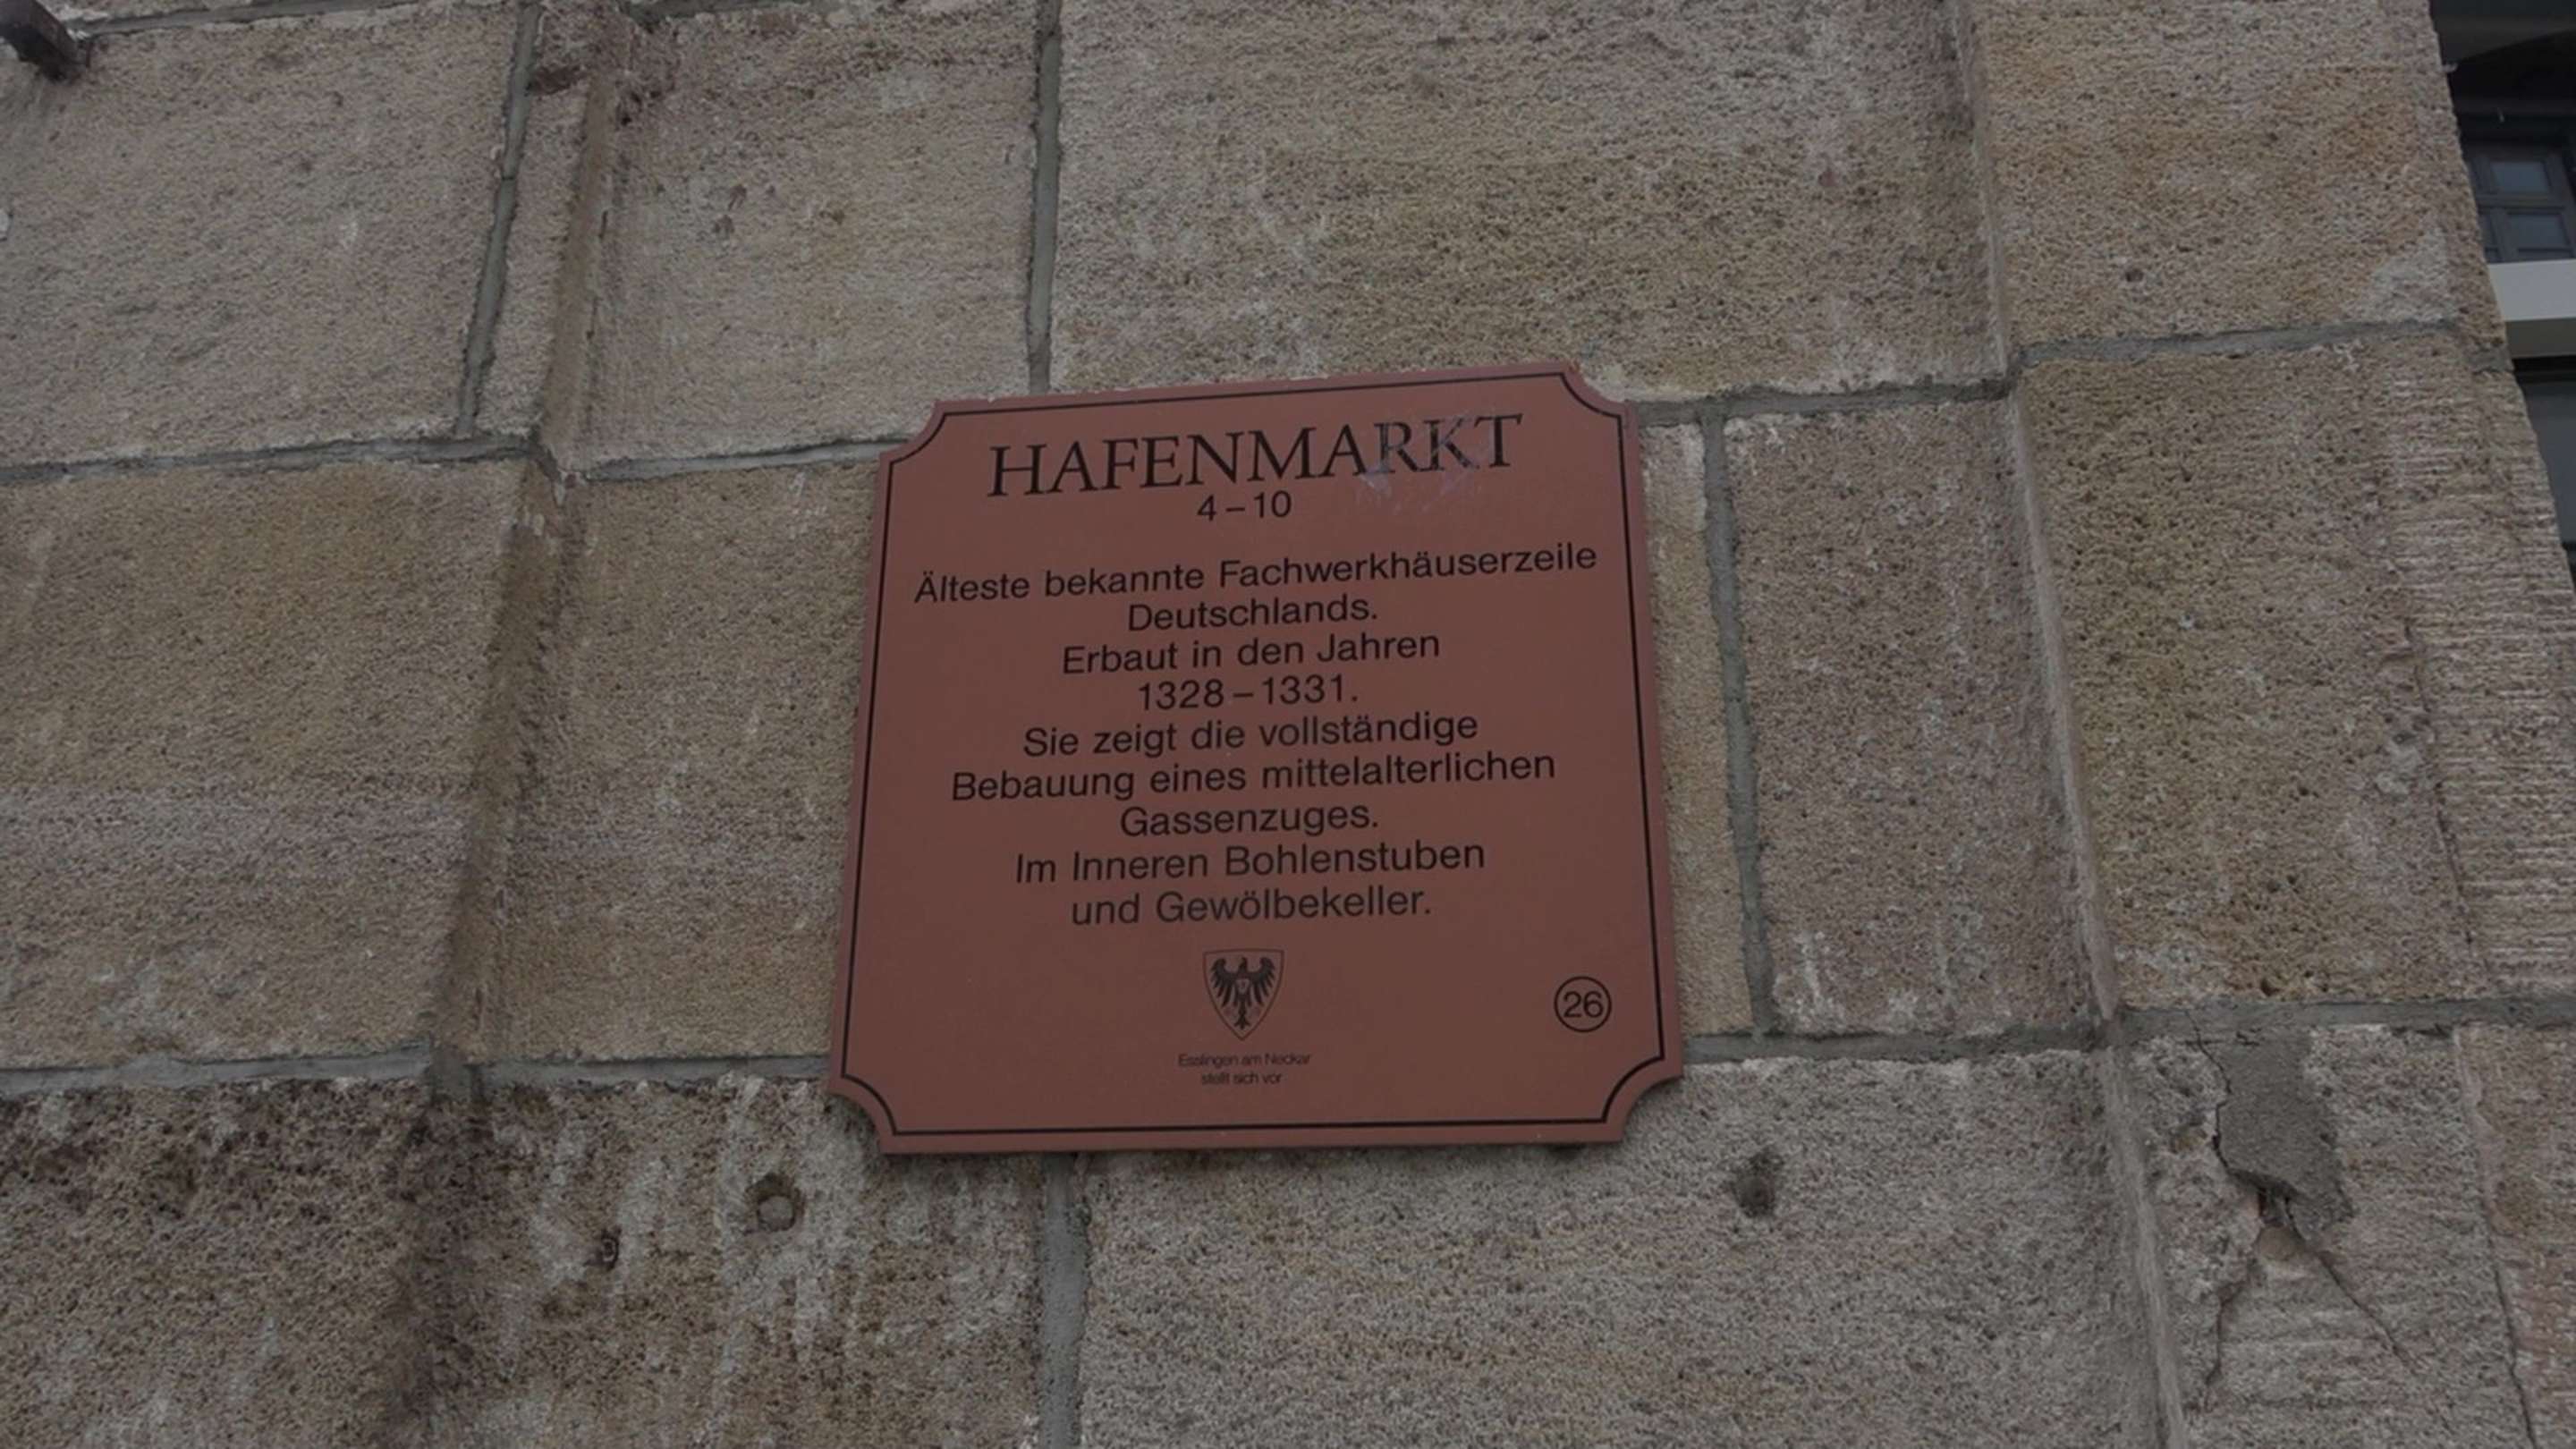 HAFENMARKT
4 – 10
Älteste bekannte Fachwerkhäuserzeile
Deutschlands.
Erbaut in den Jahren
1328 – 1331.
Sie zeigt die vollständige
Bebauung eines mittelalterlichen
Gassenzuges.
Im Inneren Bohlenstuben
und Gewölbekeller.
26
Esslingen am Neckar
stellt sich vor